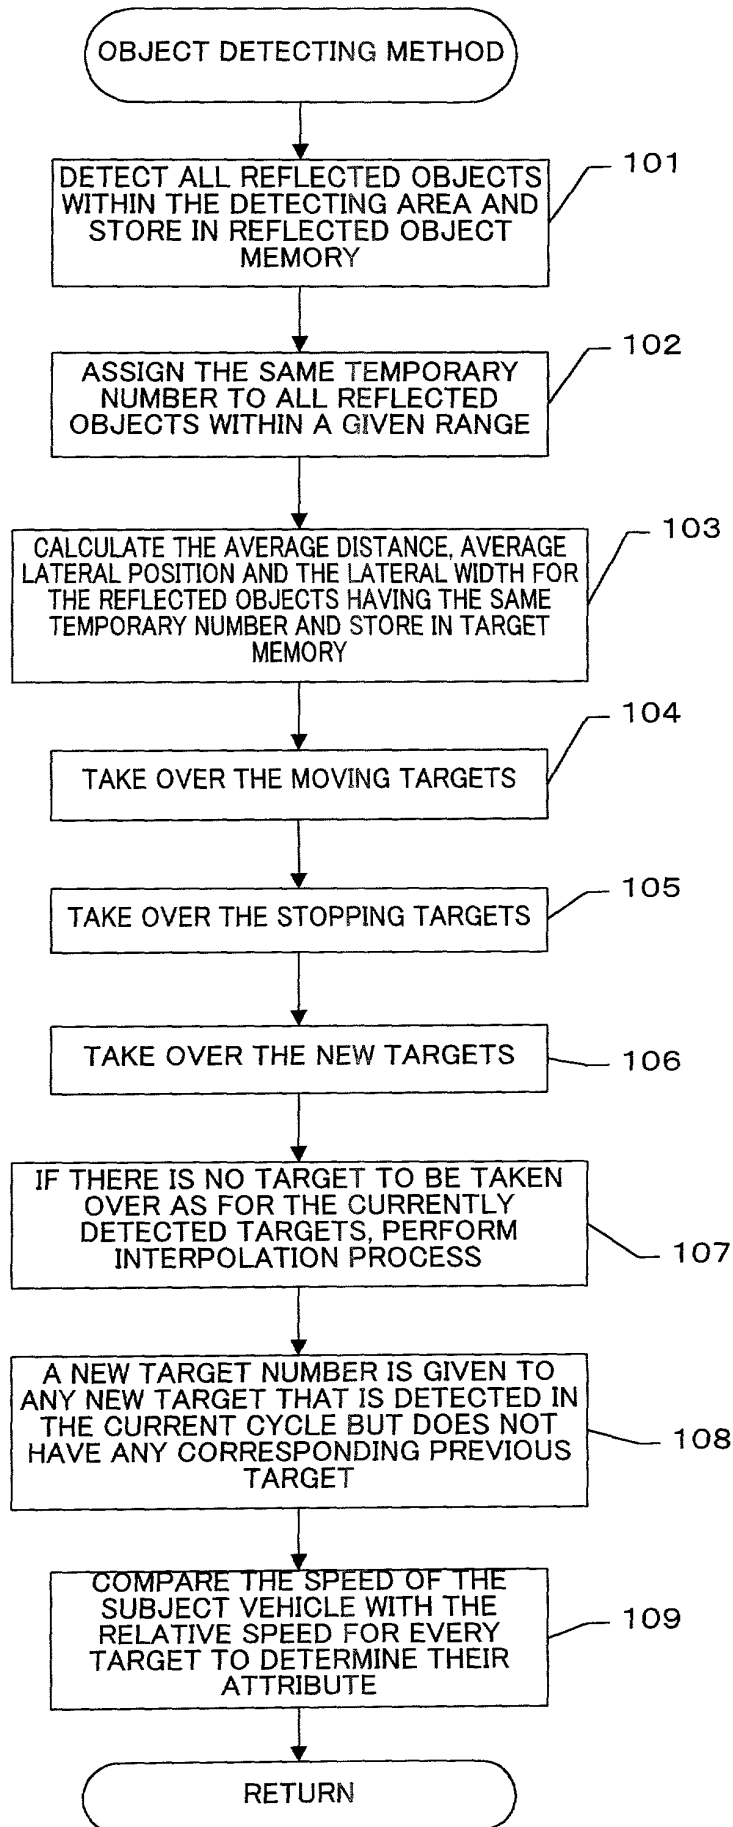 OBJECT DETECTING METHOD
101
DETECT ALL REFLECTED OBJECTS
WITHIN THE DETECTING AREA AND
STORE IN REFLECTED OBJECT
MEMORY
102
ASSIGN THE SAME TEMPORARY
NUMBER TO ALL REFLECTED
OBJECTS WITHIN A GIVEN RANGE
103
CALCULATE THE AVERAGE DISTANCE, AVERAGE
LATERAL POSITION AND THE LATERAL WIDTH FOR
THE REFLECTED OBJECTS HAVING THE SAME
TEMPORARY NUMBER AND STORE IN TARGET
MEMORY
104
TAKE OVER THE MOVING TARGETS
105
TAKE OVER THE STOPPING TARGETS
TAKE OVER THE NEW TARGETS
106
IF THERE IS NO TARGET TO BE TAKEN
OVER AS FOR THE CURRENTLY
DETECTED TARGETS, PERFORM
INTERPOLATION PROCESS
107
A NEW TARGET NUMBER IS GIVEN TO
ANY NEW TARGET THAT IS DETECTED IN
THE CURRENT CYCLE BUT DOES NOT
HAVE ANY CORRESPONDING PREVIOUS
TARGET
108
COMPARE THE SPEED OF THE
SUBJECT VEHICLE WITH THE
RELATIVE SPEED FOR EVERY
TARGET TO DETERMINE THEIR
ATTRIBUTE
109
RETURN